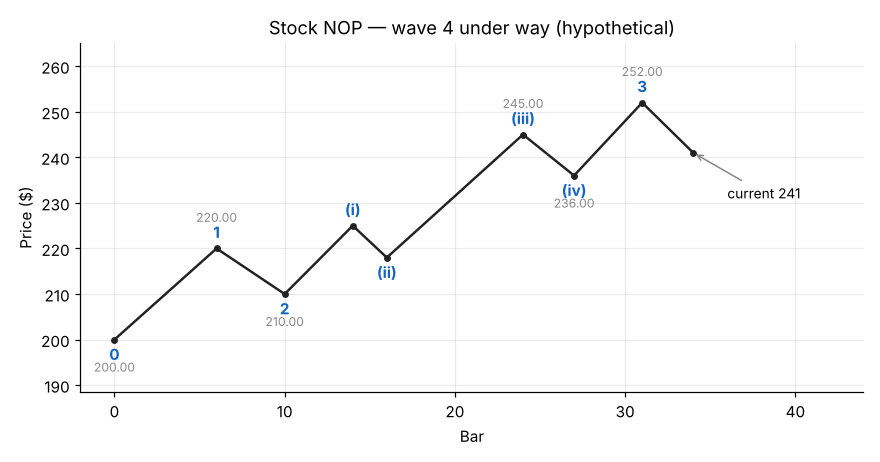 Stock NOP — wave 4 under way (hypothetical)
Price ($)
260
250
240
230
220
210
200
190
0
200.00
220.00
1
2
210.00
(i)
(ii)
245.00
(iii)
(iv)
236.00
252.00
3
current 241
0
10
20
30
40
Bar